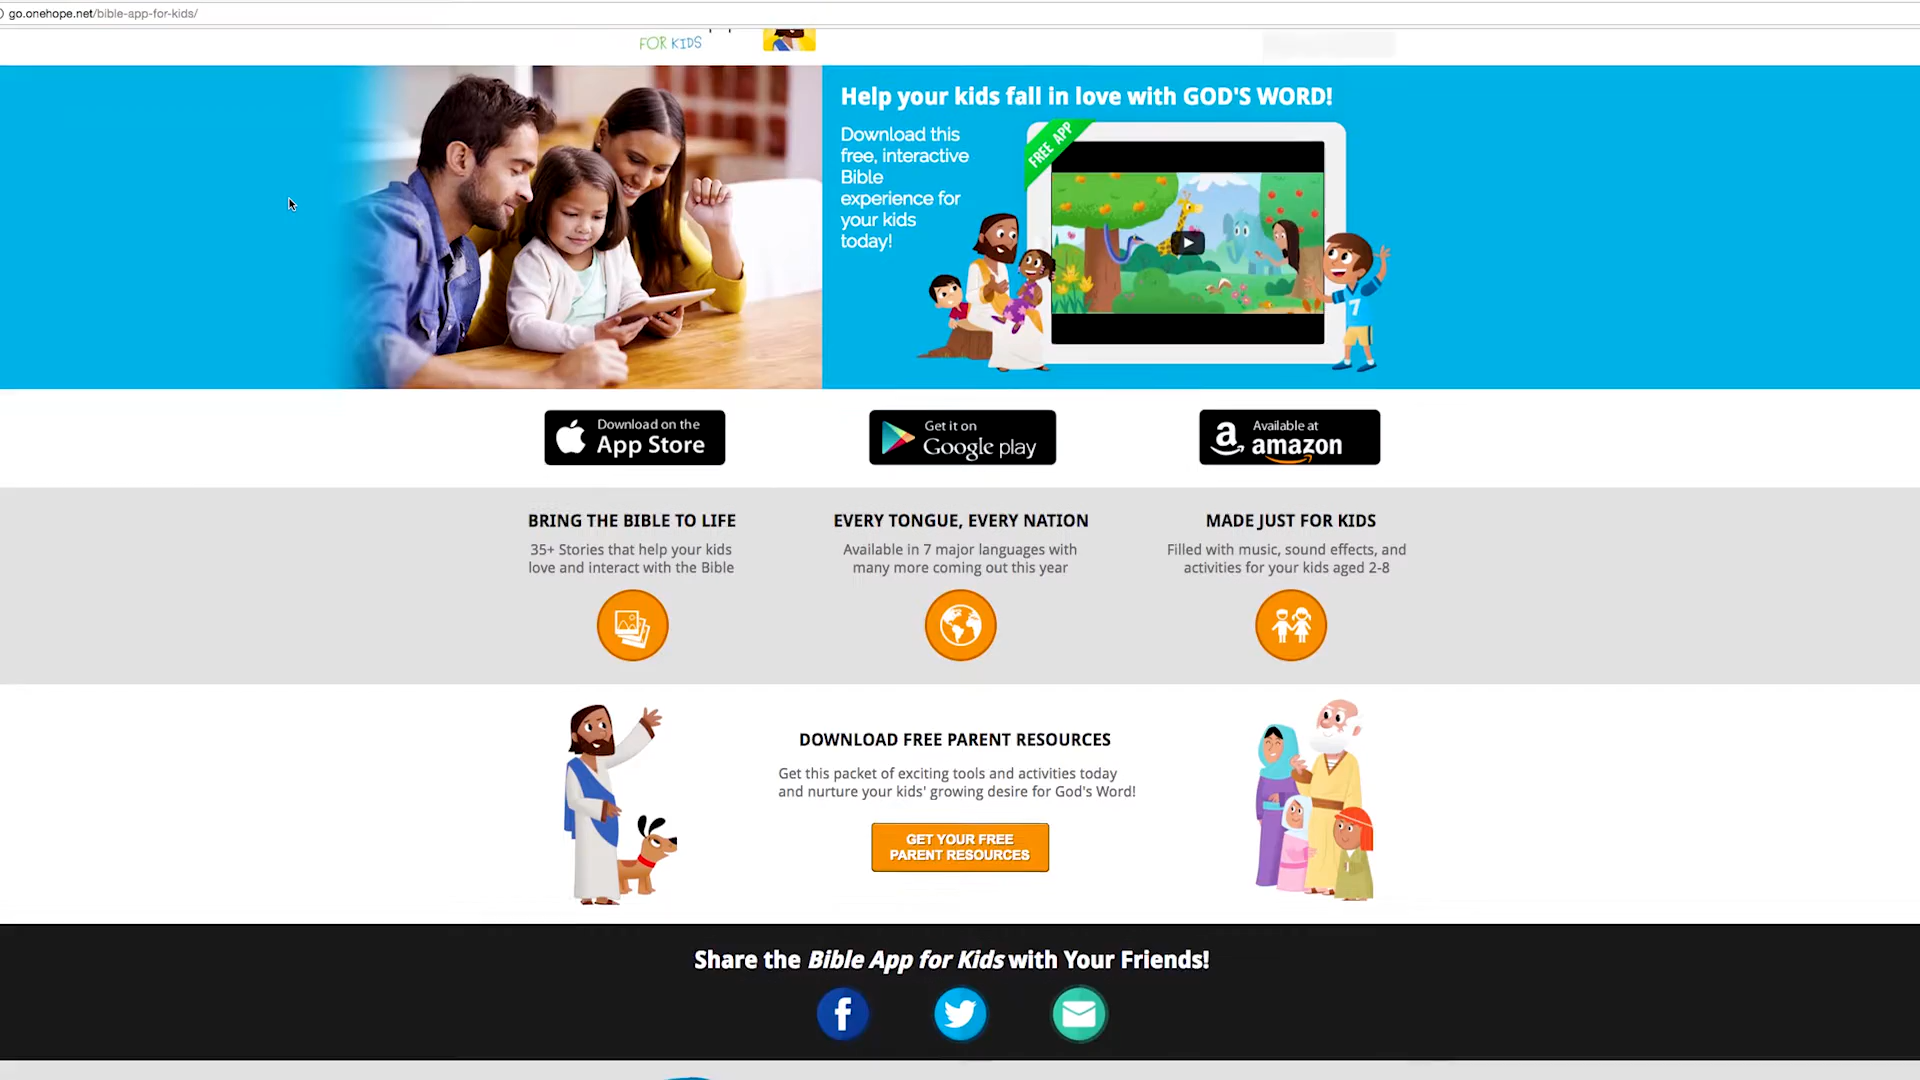 go.onehope.net/bible-app-for-kids/
FOR KIDS
Help your kids fall in love with GOD'S WORD!
Download this
free, interactive
Bible
experience for
your kids
today!
FREE APP
7
Download on the
App Store
Get it on
Google play
Available at
amazon
BRING THE BIBLE TO LIFE
35+ Stories that help your kids
love and interact with the Bible
EVERY TONGUE, EVERY NATION
Available in 7 major languages with
many more coming out this year
MADE JUST FOR KIDS
Filled with music, sound effects, and
activities for your kids aged 2-8
DOWNLOAD FREE PARENT RESOURCES
Get this packet of exciting tools and activities today
and nurture your kids' growing desire for God's Word!
GET YOUR FREE
PARENT RESOURCES
Share the Bible App for Kids with Your Friends!